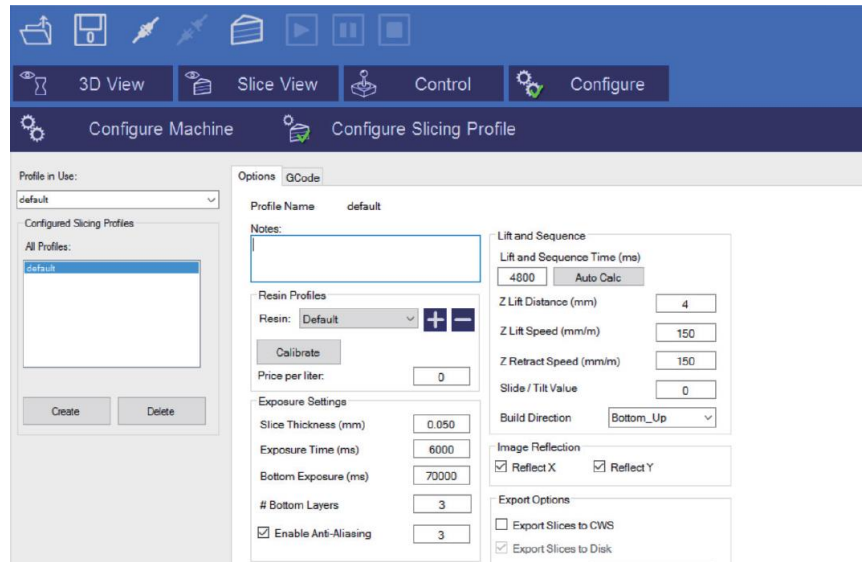 3D View Slice View Control Configure
Configure Machine Configure Slicing Profile
Profile in Use:
default
Configured Slicing Profiles
All Profiles:
default
Create Delete
Options GCode
Profile Name default
Notes:
Resin Profiles
Resin: Default
Calibrate
Price per liter: 0
Exposure Settings
Slice Thickness (mm) 0.050
Exposure Time (ms) 6000
Bottom Exposure (ms) 70000
# Bottom Layers 3
Enable Anti-Aliasing 3
Lift and Sequence
Lift and Sequence Time (ms)
4800 Auto Calc
Z Lift Distance (mm) 4
Z Lift Speed (mm/m) 150
Z Retract Speed (mm/m) 150
Slide / Tilt Value 0
Build Direction Bottom_Up
Image Reflection
Reflect X Reflect Y
Export Options
Export Slices to CWS
Export Slices to Disk